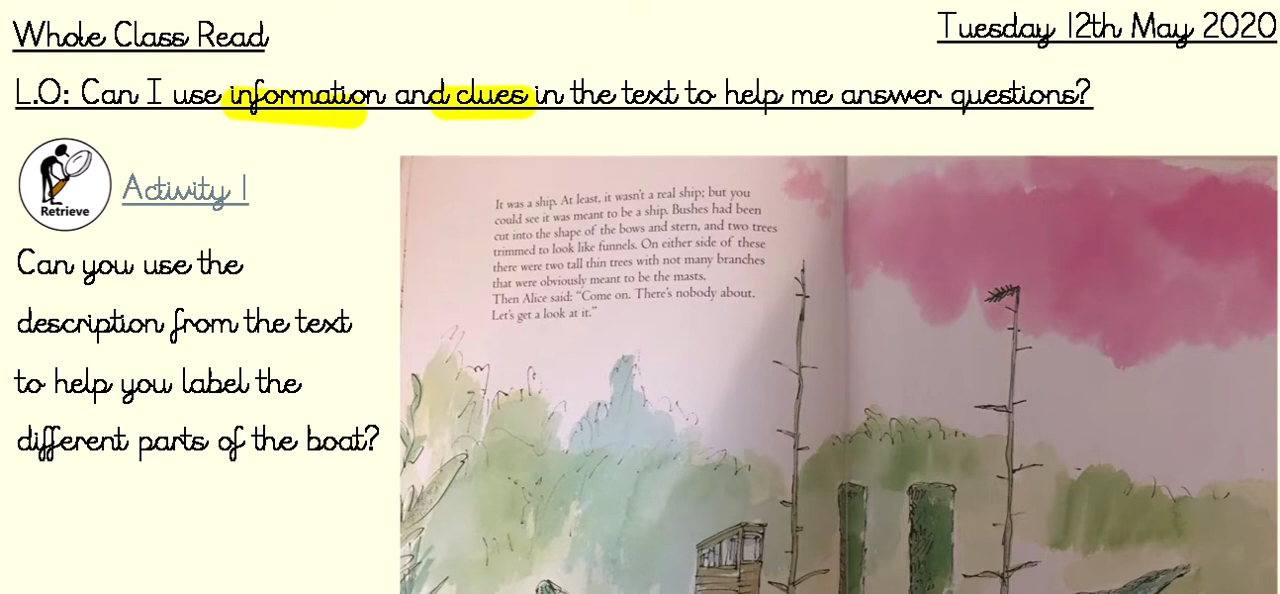 Whole Class Read
Tuesday 12th May 2020
L.O: Can I use information and clues in the text to help me answer questions?
Retrieve
Activity 1
Can you use the
description from the text
to help you label the
different parts of the boat?
It was a ship. At least, it wasn't a real ship; but you
could see it was meant to be a ship. Bushes had been
cut into the shape of the bows and stern, and two trees
trimmed to look like funnels. On either side of these
there were two tall thin trees with not many branches
that were obviously meant to be the masts.
Then Alice said: "Come on. There's nobody about.
Let's get a look at it."